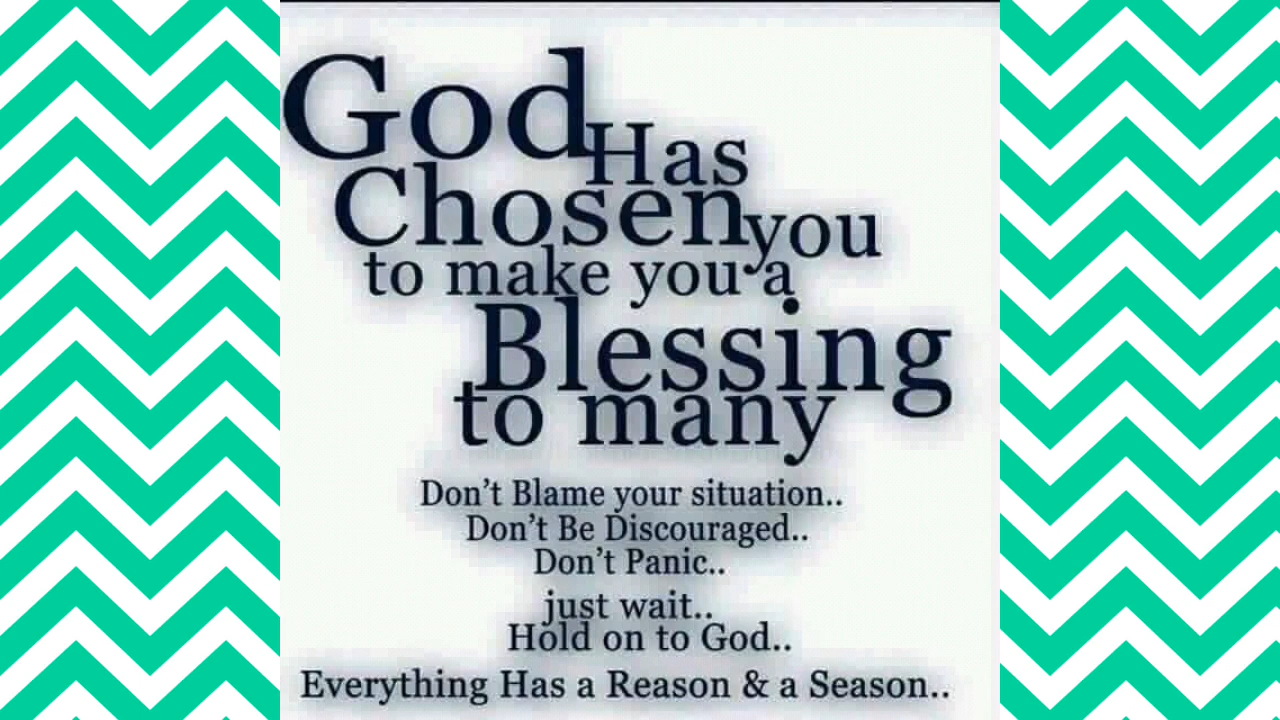 God Has
Chosen you
to make you a
Blessing
to many
Don't Blame your situation..
Don't Be Discouraged..
Don't Panic..
just wait..
Hold on to God..
Everything Has a Reason & a Season..